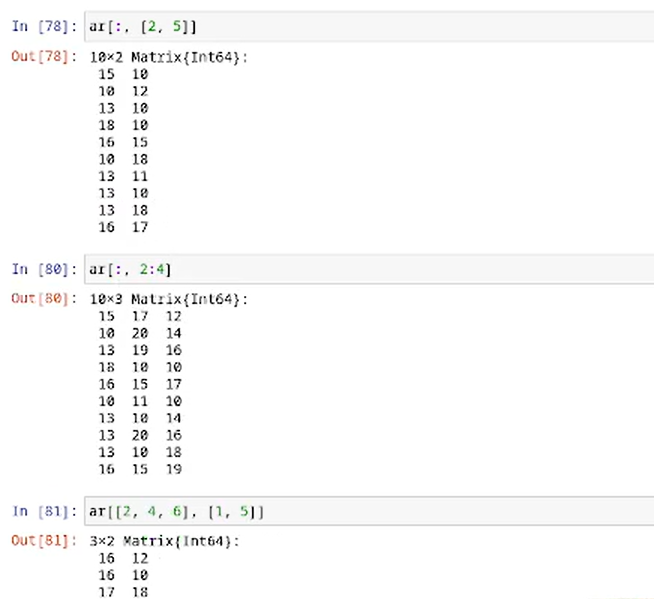 In [78]: ar[:, [2, 5]]
Out[78]: 10×2 Matrix{Int64}:
15 10
10 12
13 10
18 10
16 15
10 18
13 11
13 10
13 18
16 17
In [80]: ar[:, 2:4]
Out[80]: 10×3 Matrix{Int64}:
15 17 12
10 20 14
13 19 16
18 10 10
16 15 17
10 11 10
13 10 14
13 20 16
13 10 18
16 15 19
In [81]: ar[[2, 4, 6], [1, 5]]
Out[81]: 3×2 Matrix{Int64}:
16 12
16 10
17 18